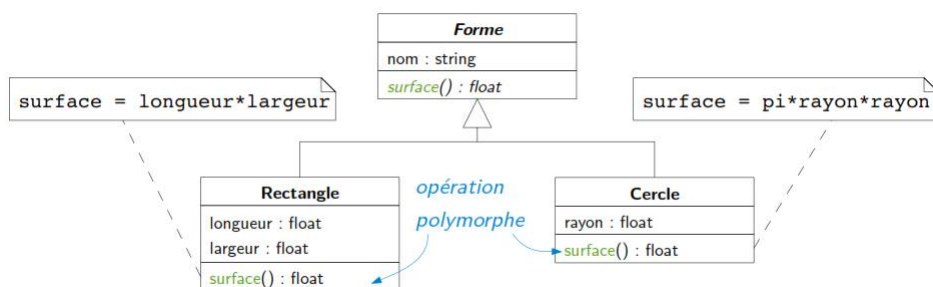 Forme
nom : string
surface() : float
surface = longueur*largeur
surface = pi*rayon*rayon
Rectangle
longueur : float
largeur : float
surface() : float
opération
polymorphe
Cercle
rayon : float
surface() : float